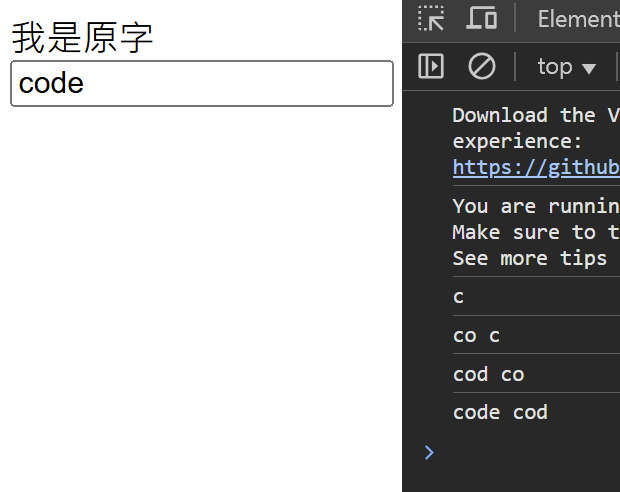 我是原字
code
Element
top
Download the V
experience:
https://github
You are runnin
Make sure to t
See more tips
c
co c
cod co
code cod